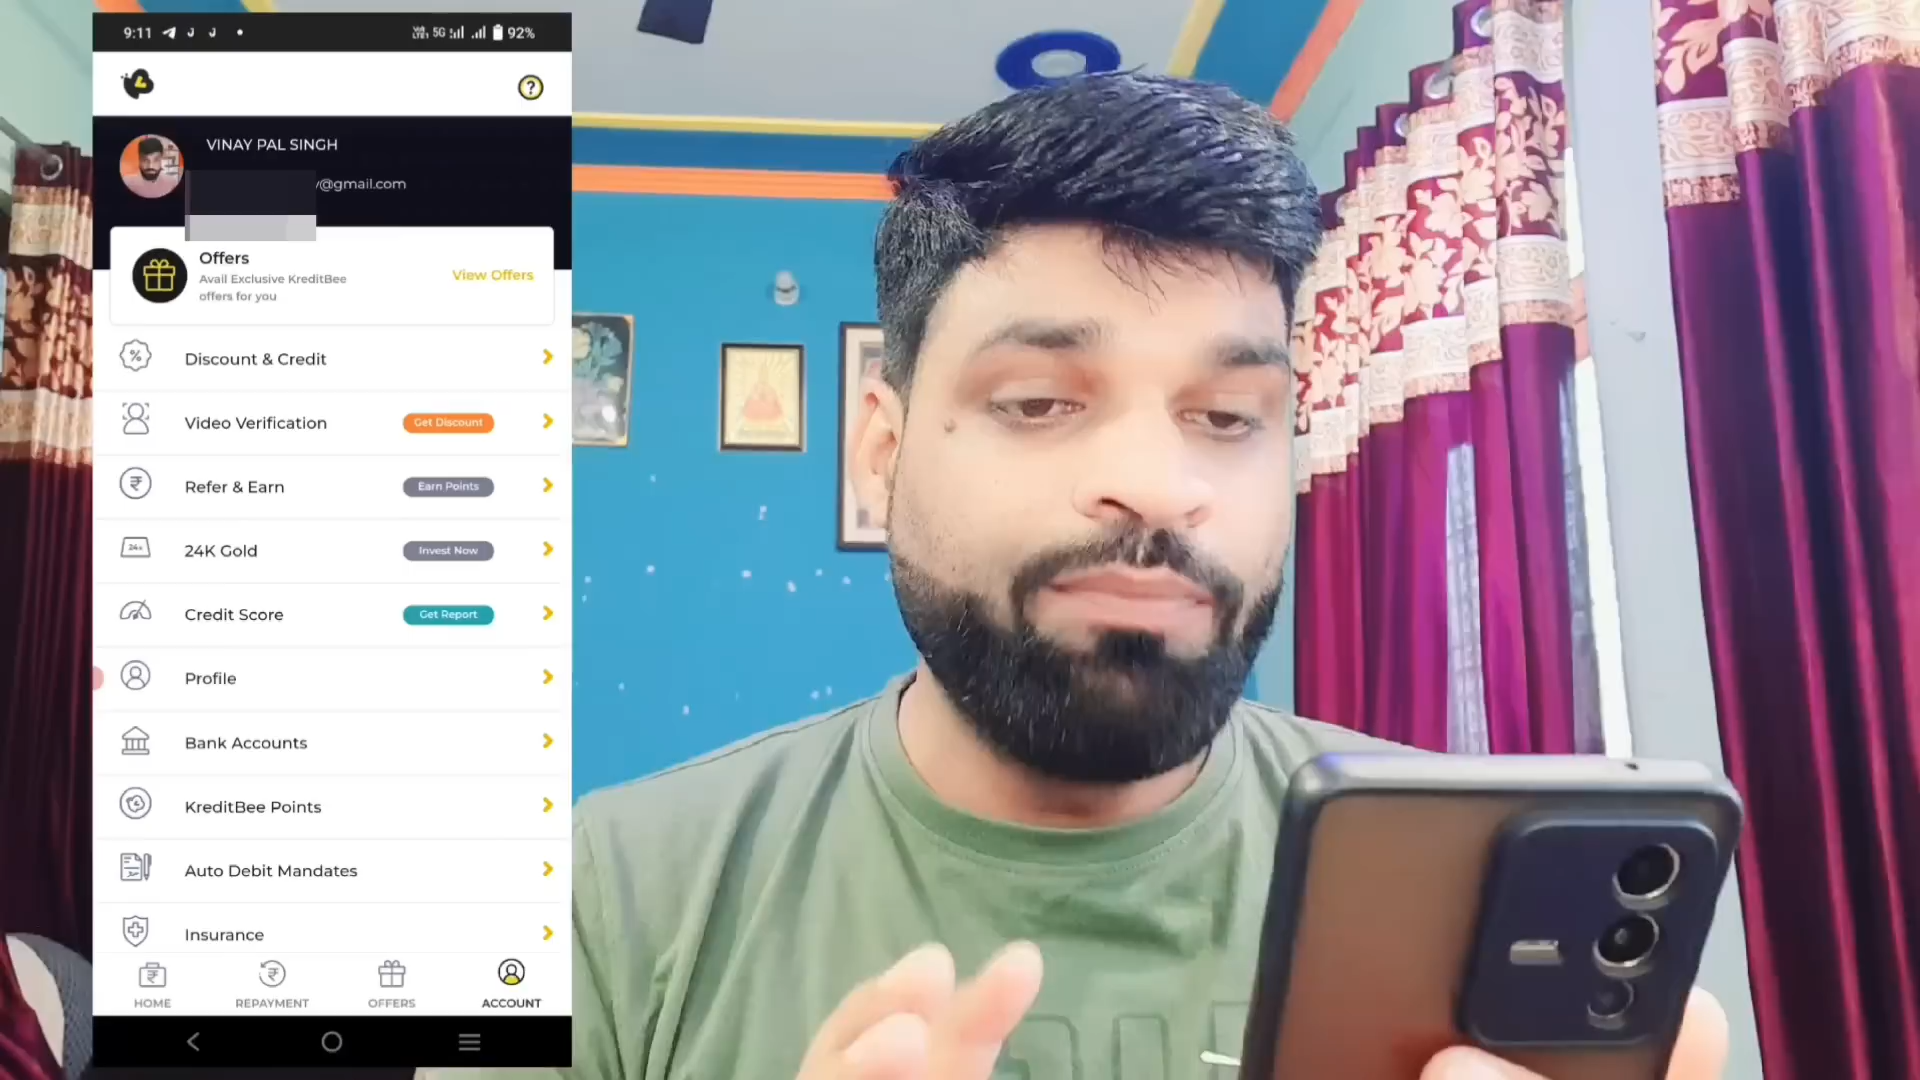 9:11 92%
5G
VINAY PAL SINGH
y@gmail.com
Offers
Avail Exclusive KreditBee
offers for you
View Offers
Discount & Credit
Video Verification Get Discount
Refer & Earn Earn Points
24K Gold Invest Now
Credit Score Get Report
Profile
Bank Accounts
KreditBee Points
Auto Debit Mandates
Insurance
HOME REPAYMENT OFFERS ACCOUNT